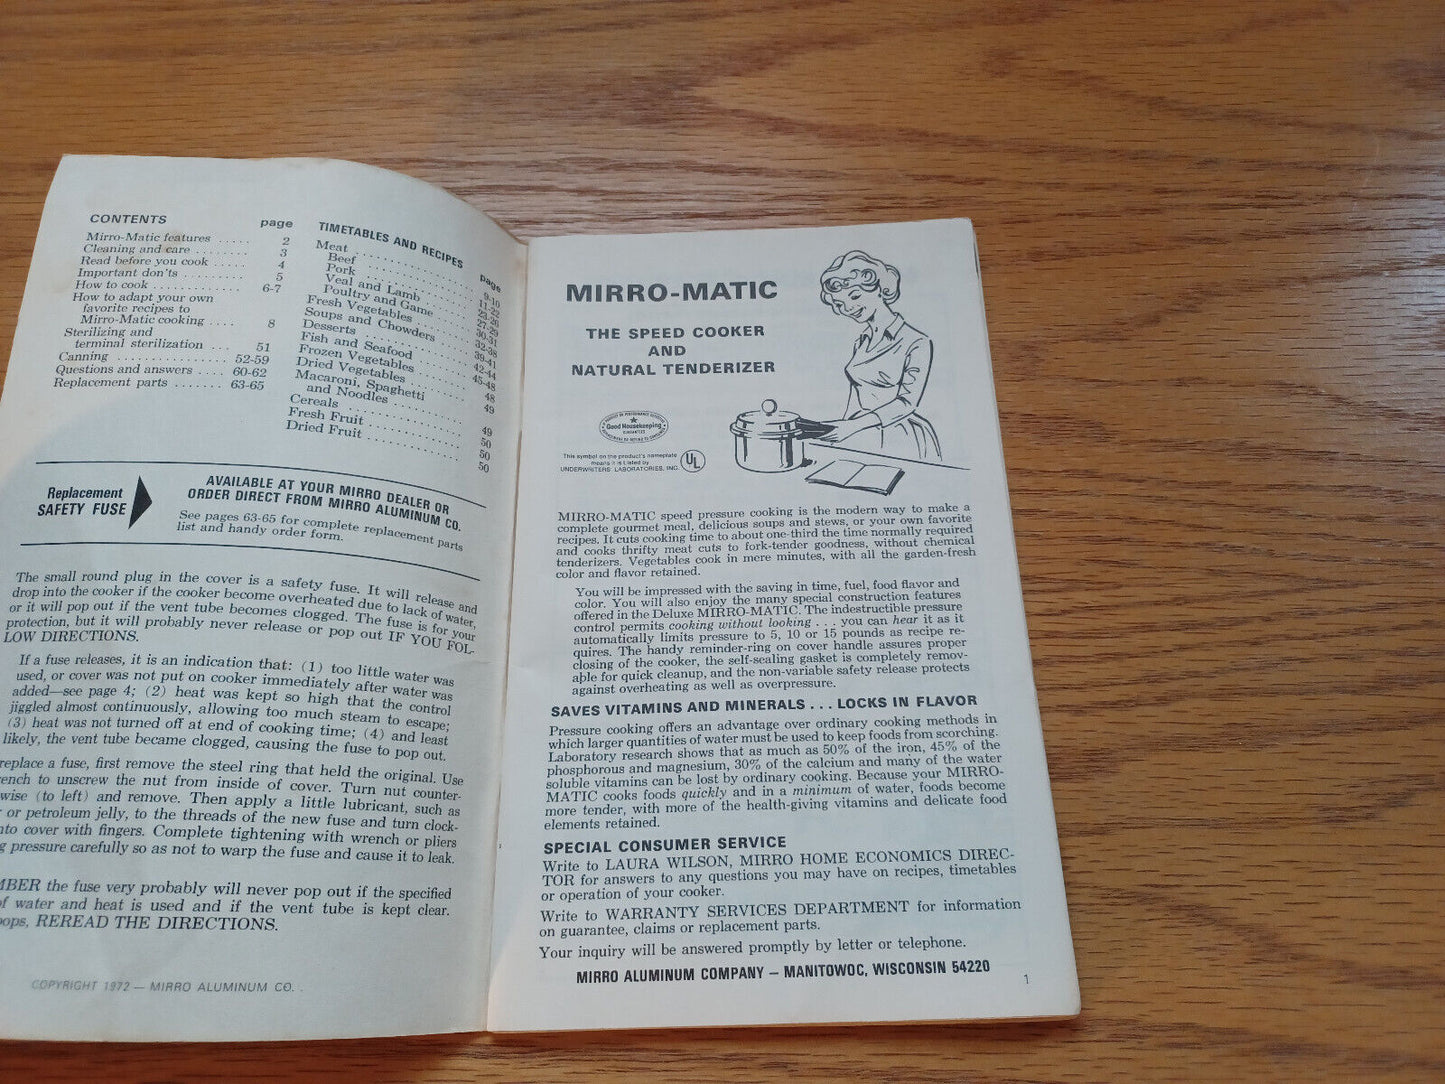 CONTENTS page
Mirro-Matic features ..... 2
Cleaning and care .......... 3
Read before you cook ..... 4
Important don'ts ........... 5
How to cook ............. 6-7
How to adapt your own
favorite recipes to
Mirro-Matic cooking .... 8
Sterilizing and
terminal sterilization ... 51
Canning ................. 52-59
Questions and answers .... 60-62
Replacement parts ....... 63-65
TIMETABLES AND RECIPES page
Meat
Beef .................. 9-10
Pork .................. 11-22
Veal and Lamb ......... 23-26
Poultry and Game ...... 27-29
Fresh Vegetables ........ 30-31
Soups and Chowders ...... 32-38
Desserts ................ 39-41
Fish and Seafood ........ 42-44
Frozen Vegetables ....... 45-48
Dried Vegetables ........ 48
Macaroni, Spaghetti
and Noodles ........... 49
Cereals ................. 49
Fresh Fruit ............. 50
Dried Fruit ............. 50
50
Replacement
SAFETY FUSE
AVAILABLE AT YOUR MIRRO DEALER OR
ORDER DIRECT FROM MIRRO ALUMINUM CO.
See pages 63-65 for complete replacement parts
list and handy order form.
The small round plug in the cover is a safety fuse. It will release and
drop into the cooker if the cooker become overheated due to lack of water,
or it will pop out if the vent tube becomes clogged. The fuse is for your
protection, but it will probably never release or pop out IF YOU FOL-
LOW DIRECTIONS.
If a fuse releases, it is an indication that: (1) too little water was
used, or cover was not put on cooker immediately after water was
added—see page 4; (2) heat was kept so high that the control
jiggled almost continuously, allowing too much steam to escape;
(3) heat was not turned off at end of cooking time; (4) and least
likely, the vent tube became clogged, causing the fuse to pop out.
replace a fuse, first remove the steel ring that held the original. Use
rench to unscrew the nut from inside of cover. Turn nut counter-
wise (to left) and remove. Then apply a little lubricant, such as
or petroleum jelly, to the threads of the new fuse and turn clock-
nto cover with fingers. Complete tightening with wrench or pliers
g pressure carefully so as not to warp the fuse and cause it to leak.
MBER the fuse very probably will never pop out if the specified
of water and heat is used and if the vent tube is kept clear.
pops, REREAD THE DIRECTIONS.
COPYRIGHT 1972 — MIRRO ALUMINUM CO.
MIRRO-MATIC
THE SPEED COOKER
AND
NATURAL TENDERIZER
Good Housekeeping
GUARANTEES
This symbol on the product's nameplate
means it is Listed by
UNDERWRITERS' LABORATORIES, INC.
UL
MIRRO-MATIC speed pressure cooking is the modern way to make a
complete gourmet meal, delicious soups and stews, or your own favorite
recipes. It cuts cooking time to about one-third the time normally required
and cooks thrifty meat cuts to fork-tender goodness, without chemical
tenderizers. Vegetables cook in mere minutes, with all the garden-fresh
color and flavor retained.
You will be impressed with the saving in time, fuel, food flavor and
color. You will also enjoy the many special construction features
offered in the Deluxe MIRRO-MATIC. The indestructible pressure
control permits cooking without looking ... you can hear it as it
automatically limits pressure to 5, 10 or 15 pounds as recipe re-
quires. The handy reminder-ring on cover handle assures proper
closing of the cooker, the self-sealing gasket is completely remov-
able for quick cleanup, and the non-variable safety release protects
against overheating as well as overpressure.
SAVES VITAMINS AND MINERALS ... LOCKS IN FLAVOR
Pressure cooking offers an advantage over ordinary cooking methods in
which larger quantities of water must be used to keep foods from scorching.
Laboratory research shows that as much as 50% of the iron, 45% of the
phosphorous and magnesium, 30% of the calcium and many of the water
soluble vitamins can be lost by ordinary cooking. Because your MIRRO-
MATIC cooks foods quickly and in a minimum of water, foods become
more tender, with more of the health-giving vitamins and delicate food
elements retained.
SPECIAL CONSUMER SERVICE
Write to LAURA WILSON, MIRRO HOME ECONOMICS DIREC-
TOR for answers to any questions you may have on recipes, timetables
or operation of your cooker.
Write to WARRANTY SERVICES DEPARTMENT for information
on guarantee, claims or replacement parts.
Your inquiry will be answered promptly by letter or telephone.
MIRRO ALUMINUM COMPANY — MANITOWOC, WISCONSIN 54220
1